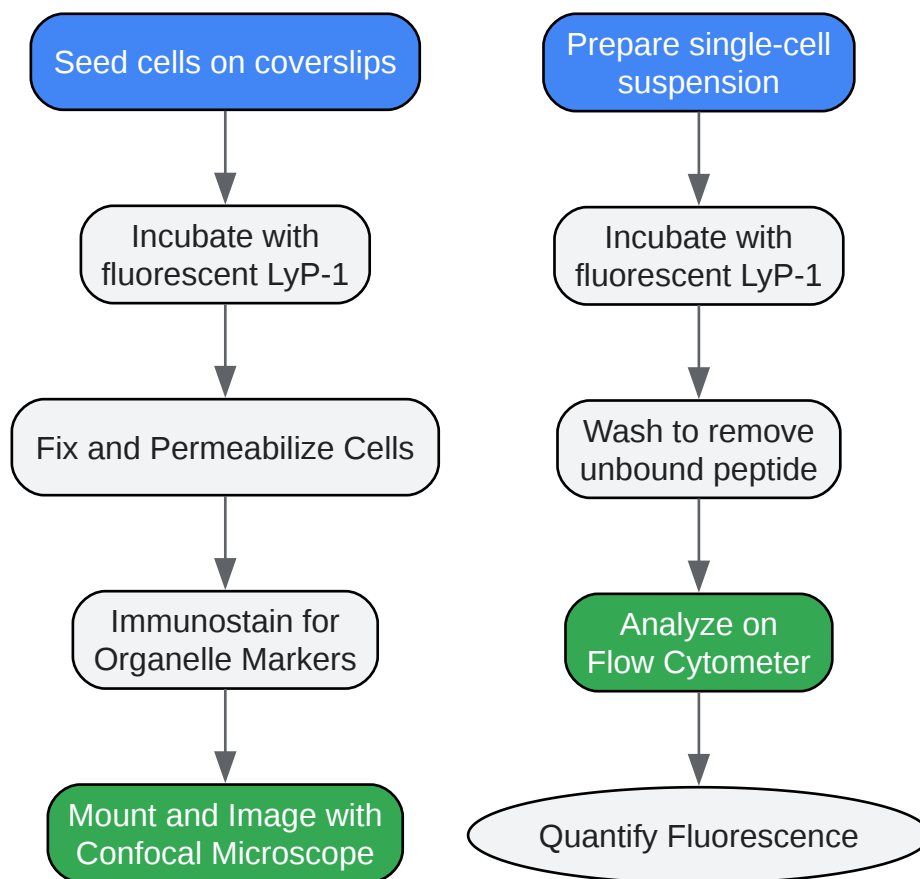 Seed cells on coverslips
Incubate with
fluorescent LyP-1
Fix and Permeabilize Cells
Immunostain for
Organelle Markers
Mount and Image with
Confocal Microscope
Prepare single-cell
suspension
Incubate with
fluorescent LyP-1
Wash to remove
unbound peptide
Analyze on
Flow Cytometer
Quantify Fluorescence